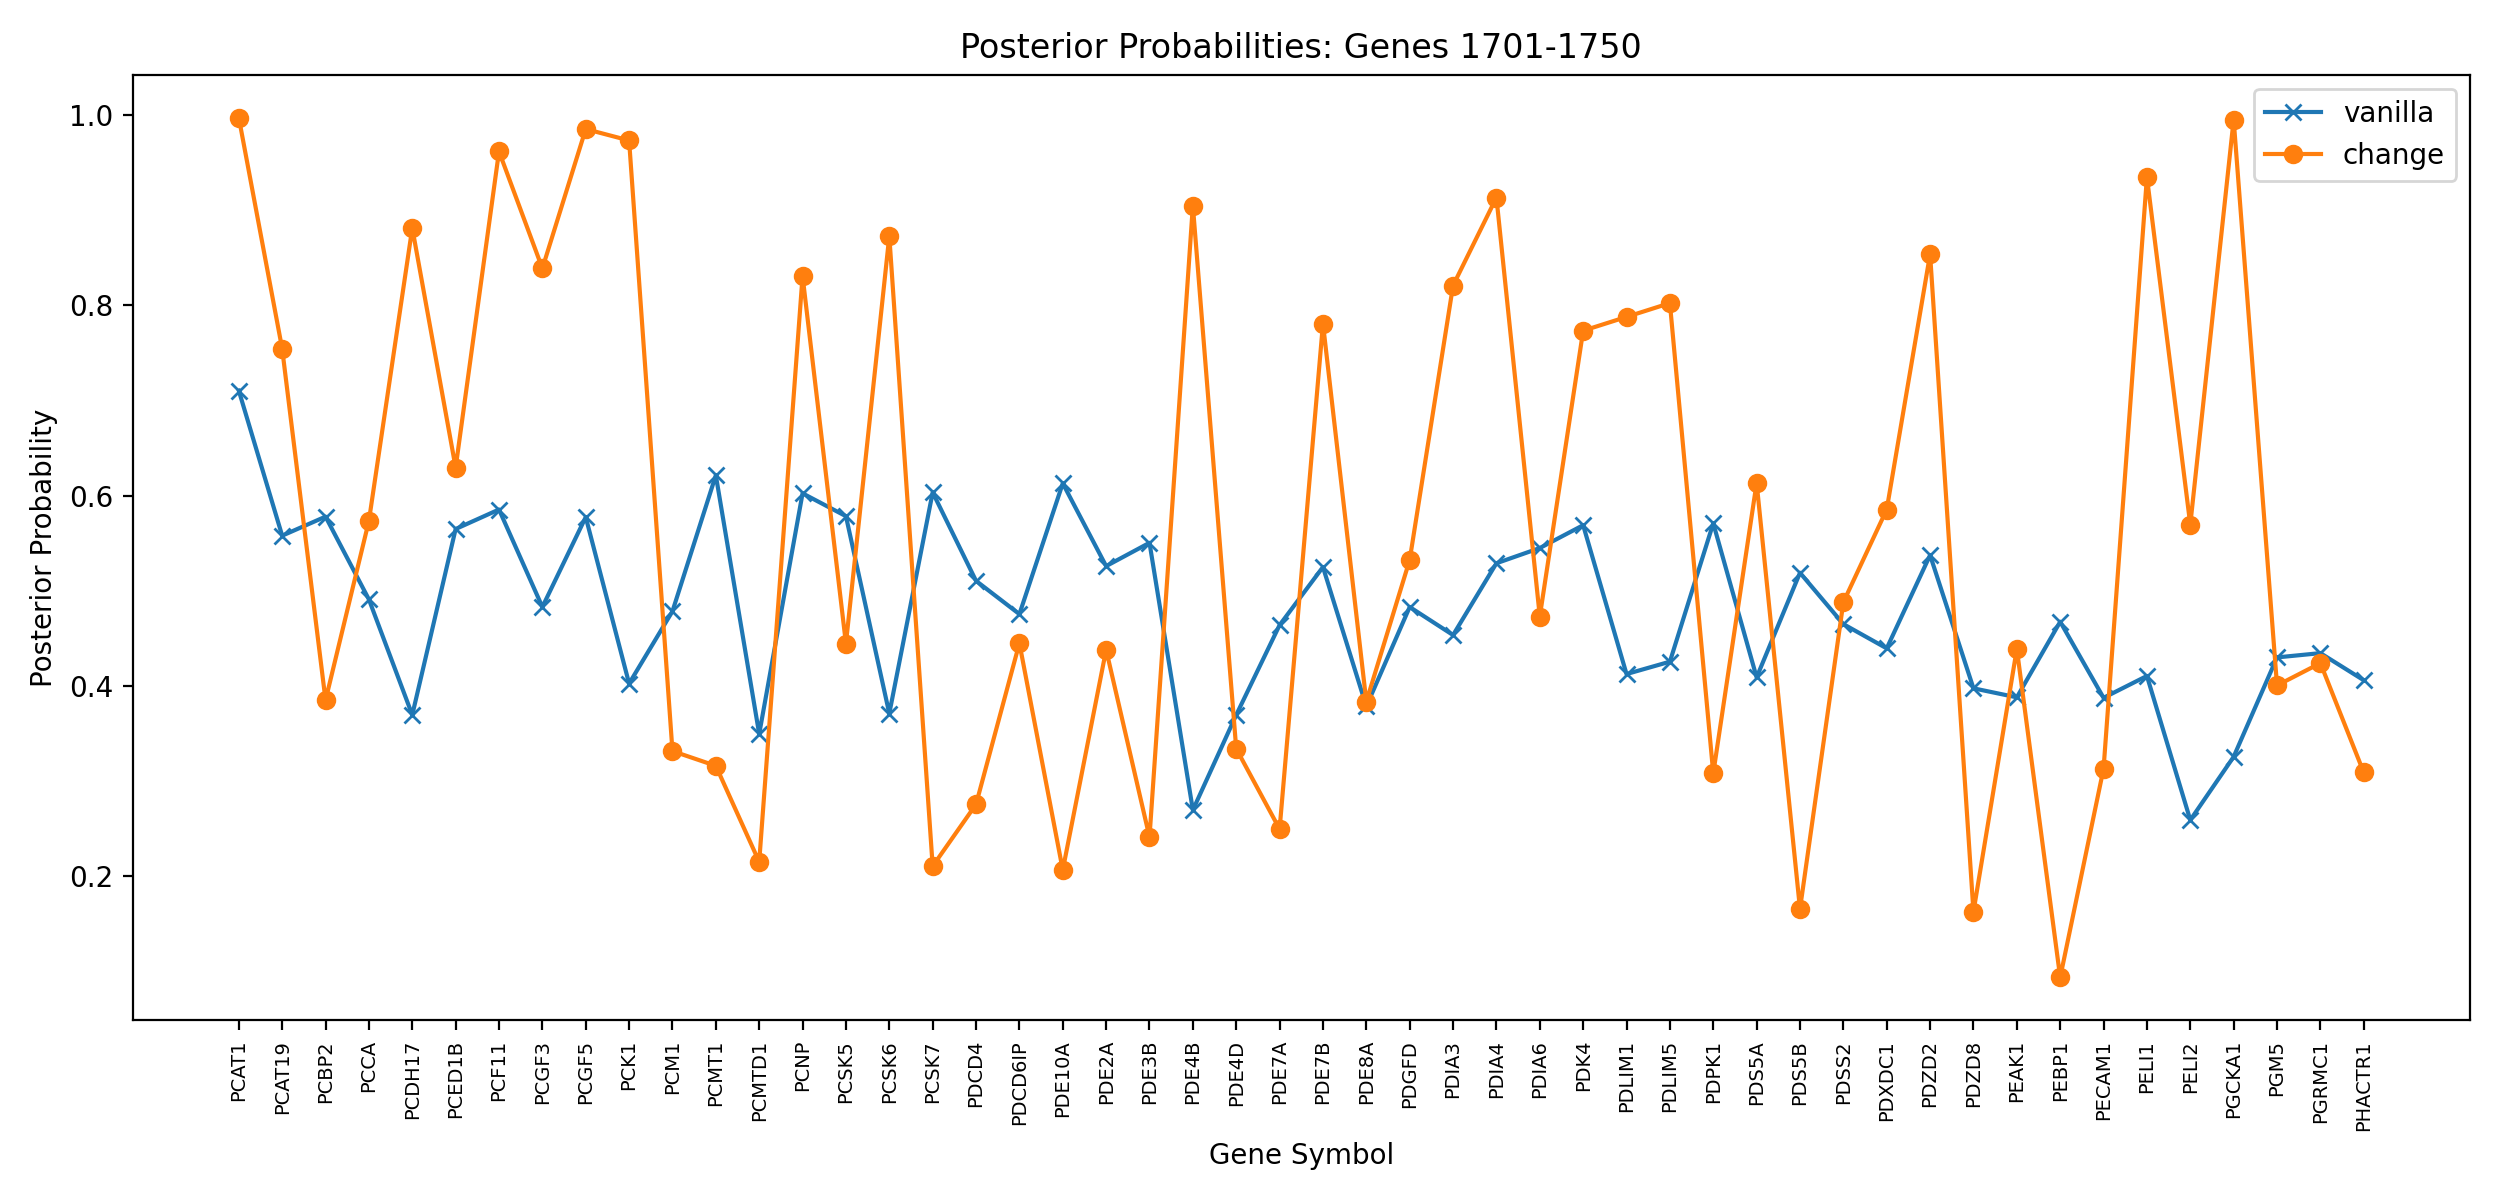 Posterior Probabilities: Genes 1701-1750
vanilla
change
1.0
0.8
0.6
0.4
0.2
Posterior Probability
PCAT1
PCAT19
PCBP2
PCCA
PCDH17
PCED1B
PCF11
PCGF3
PCGF5
PCK1
PCM1
PCMT1
PCMTD1
PCNP
PCSK5
PCSK6
PCSK7
PDCD4
PDCD6IP
PDE10A
PDE2A
PDE3B
PDE4B
PDE4D
PDE7A
PDE7B
PDE8A
PDGFD
PDIA3
PDIA4
PDIA6
PDK4
PDLIM1
PDLIM5
PDPK1
PDS5A
PDS5B
PDSS2
PDXDC1
PDZD2
PDZD8
PEAK1
PEBP1
PECAM1
PELI1
PELI2
PGCKA1
PGM5
PGRMC1
PHACTR1
Gene Symbol